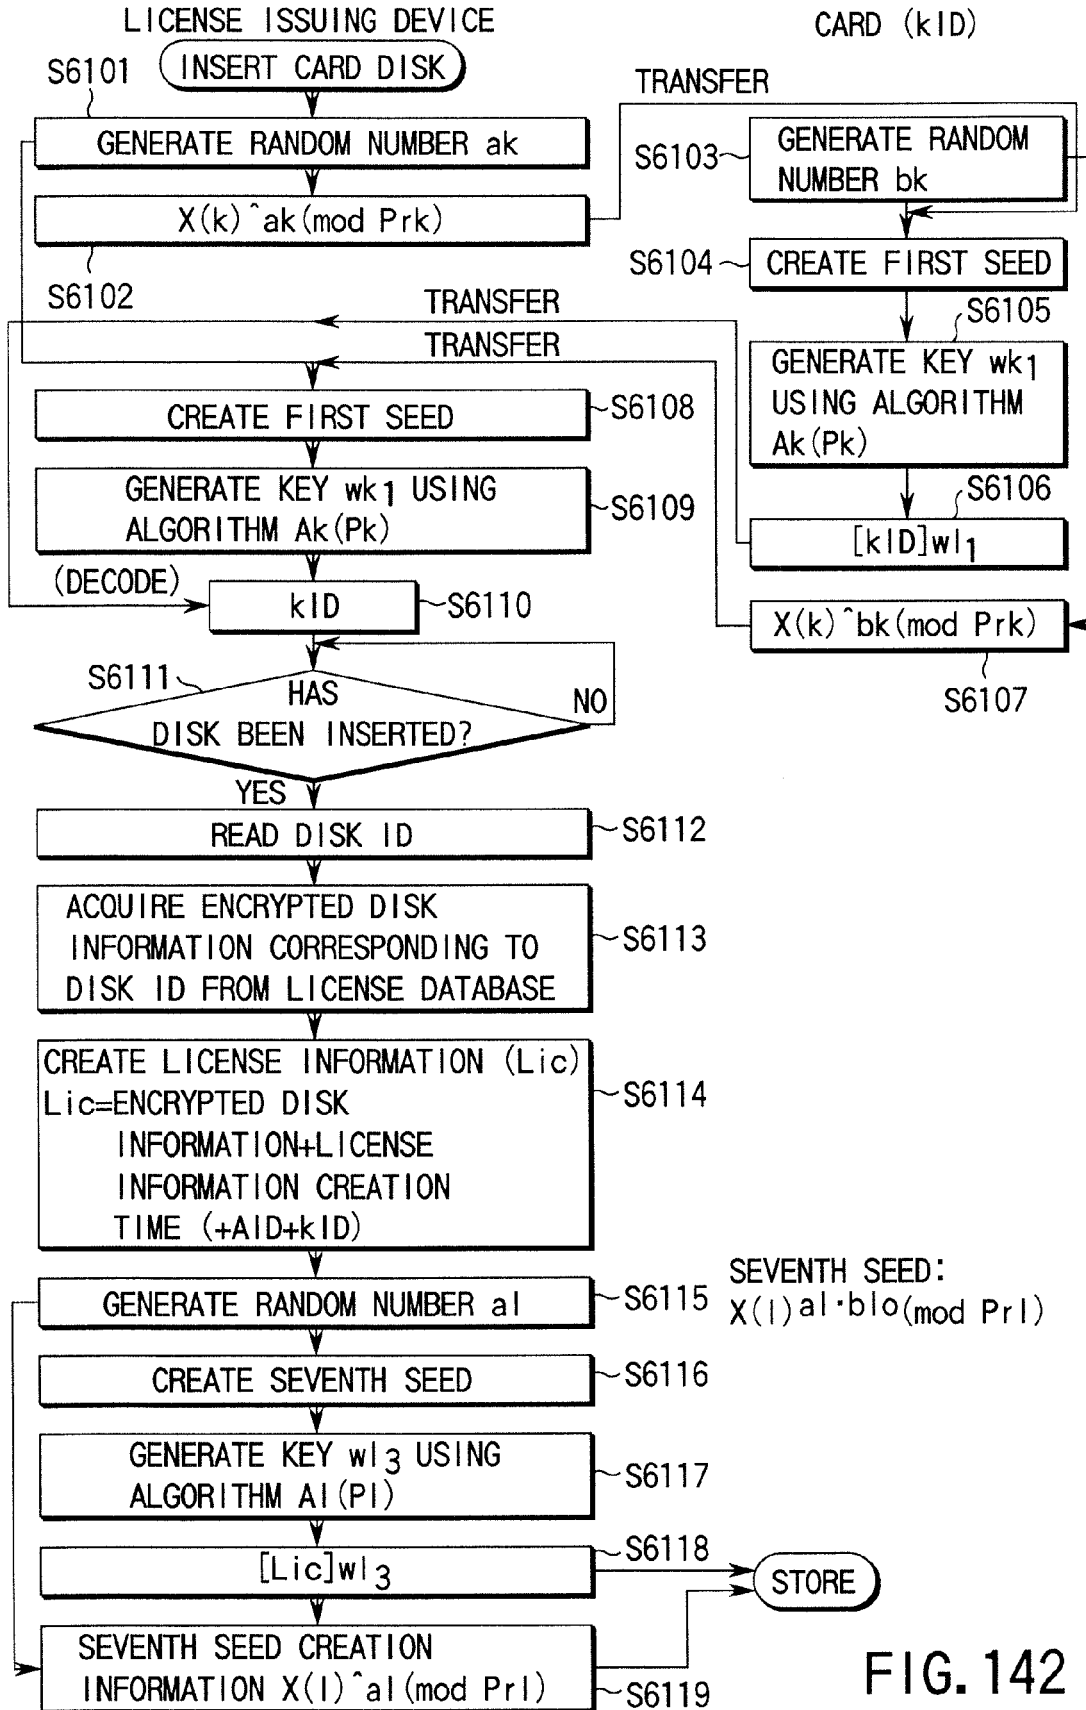 LICENSE ISSUING DEVICE
CARD (kID)
INSERT CARD DISK
S6101
TRANSFER
GENERATE RANDOM NUMBER ak
S6103
GENERATE RANDOM
NUMBER bk
X(k)^ak(mod Prk)
S6102
S6104
CREATE FIRST SEED
TRANSFER
S6105
TRANSFER
GENERATE KEY wk1
USING ALGORITHM
Ak(Pk)
CREATE FIRST SEED
S6108
GENERATE KEY wk1 USING
ALGORITHM Ak(Pk)
S6109
S6106
[kID]wl1
(DECODE)
kID
S6110
X(k)^bk(mod Prk)
S6107
S6111
HAS
DISK BEEN INSERTED?
NO
YES
READ DISK ID
S6112
ACQUIRE ENCRYPTED DISK
INFORMATION CORRESPONDING TO
DISK ID FROM LICENSE DATABASE
S6113
CREATE LICENSE INFORMATION (Lic)
Lic=ENCRYPTED DISK
INFORMATION+LICENSE
INFORMATION CREATION
TIME (+AID+kID)
S6114
GENERATE RANDOM NUMBER al
S6115
SEVENTH SEED:
X(l)al·blo(mod Prl)
CREATE SEVENTH SEED
S6116
GENERATE KEY wl3 USING
ALGORITHM Al(Pl)
S6117
[Lic]wl3
S6118
STORE
SEVENTH SEED CREATION
INFORMATION X(l)^al(mod Prl)
S6119
FIG. 142